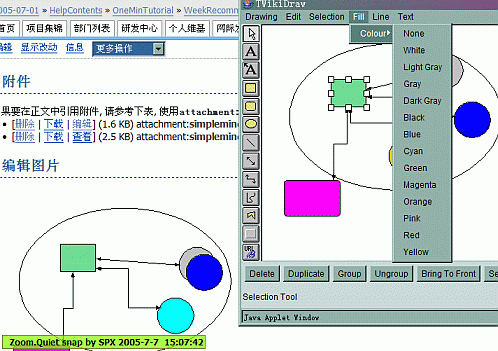 2005-07-01 » HelpContents » OneMinTutorial » WeekRecomm
首页 项目集锦 部门列表 研发中心 个人维基 网际
编辑 显示改动 信息 更多操作
附件
果要在正文中引用附件, 请参考下表, 使用attachment:
[删除 | 下载 | 编辑] (1.6 KB) attachment:simplemin
[删除 | 下载 | 查看] (2.5 KB) attachment:simplemin
编辑图片
Zoom.Quiet snap by SPX 2005-7-7 15:07:42
TWikiDraw
Drawing Edit Selection Fill Line Text
Colour
None
White
Light Gray
Gray
Dark Gray
Black
Blue
Cyan
Green
Magenta
Orange
Pink
Red
Yellow
A
A
URL
Delete Duplicate Group Ungroup Bring To Front Se
Selection Tool
Java Applet Window